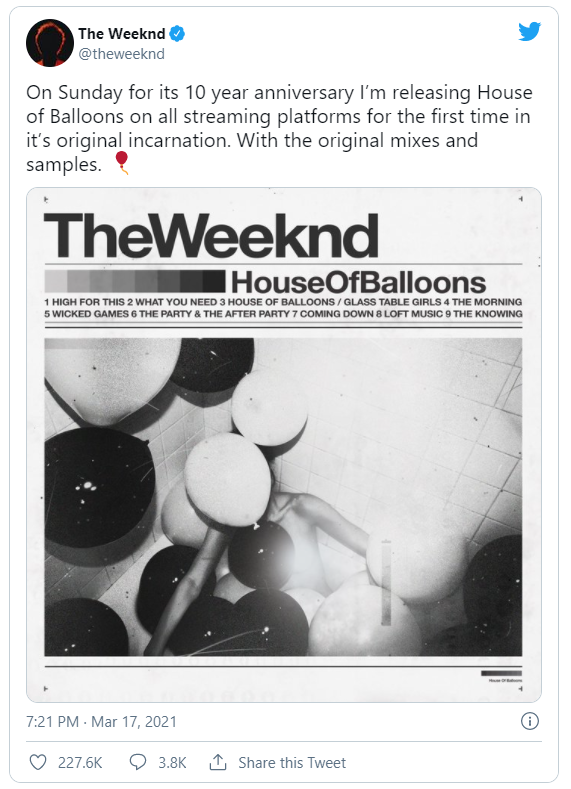 The Weeknd
@theweeknd
On Sunday for its 10 year anniversary I'm releasing House
of Balloons on all streaming platforms for the first time in
it's original incarnation. With the original mixes and
samples.
TheWeeknd
HouseOfBalloons
1 HIGH FOR THIS 2 WHAT YOU NEED 3 HOUSE OF BALLOONS / GLASS TABLE GIRLS 4 THE MORNING
5 WICKED GAMES 6 THE PARTY & THE AFTER PARTY 7 COMING DOWN 8 LOFT MUSIC 9 THE KNOWING
House Of Balloons
7:21 PM · Mar 17, 2021
227.6K 3.8K Share this Tweet